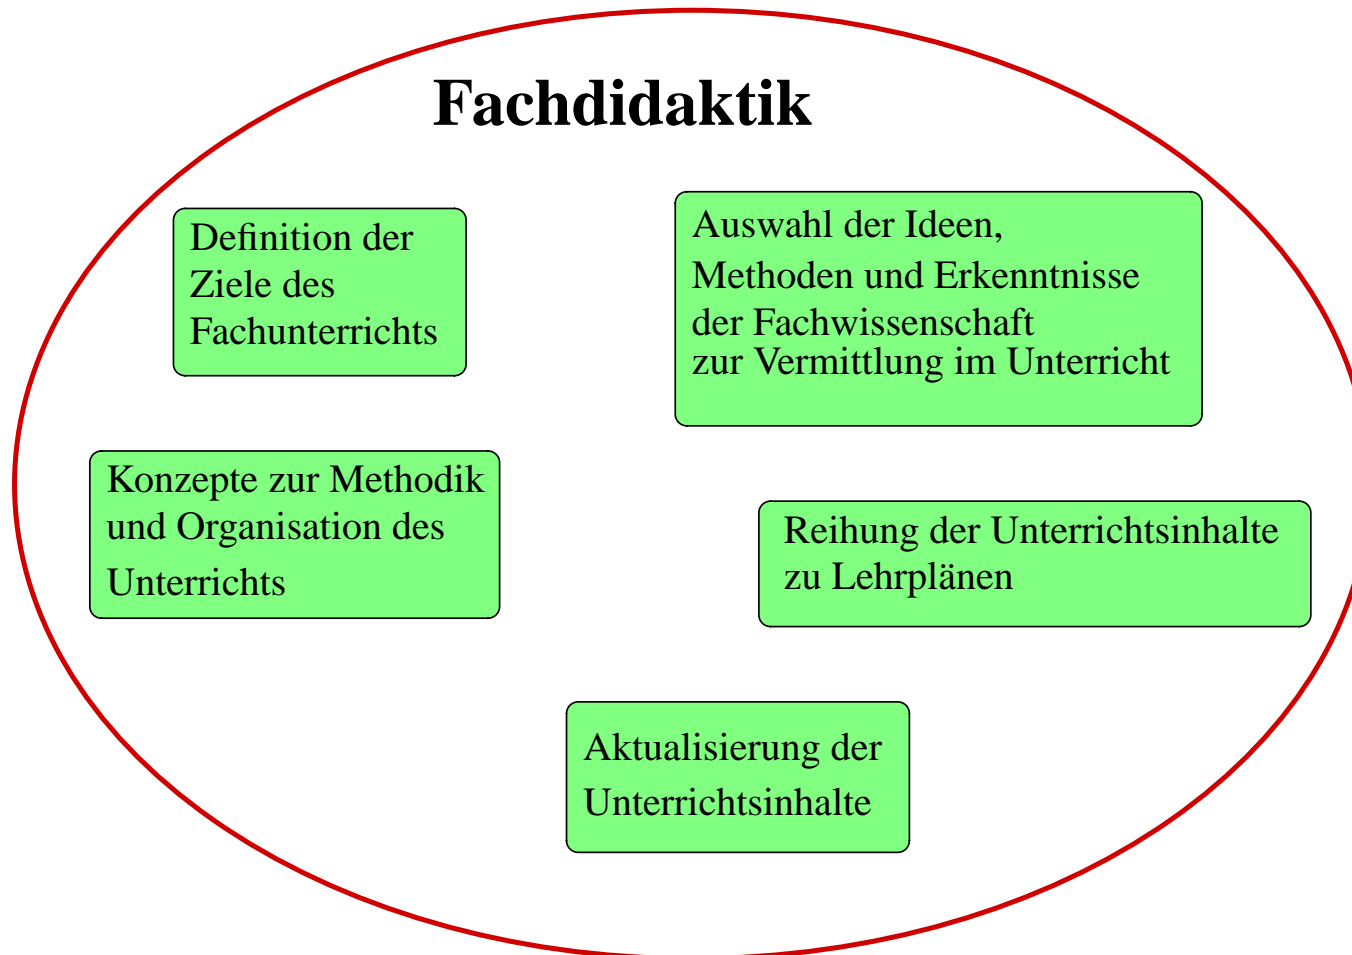 Fachdidaktik
Definition der
Ziele des
Fachunterrichts
Auswahl der Ideen,
Methoden und Erkenntnisse
der Fachwissenschaft
zur Vermittlung im Unterricht
Konzepte zur Methodik
und Organisation des
Unterrichts
Reihung der Unterrichtsinhalte
zu Lehrplänen
Aktualisierung der
Unterrichtsinhalte